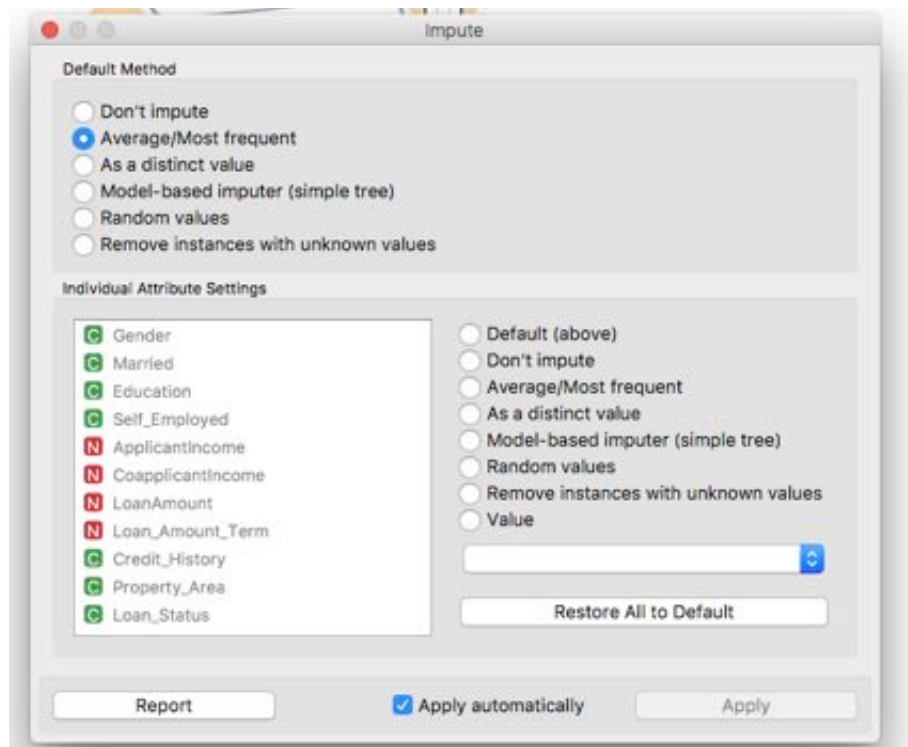 Impute
Default Method
Don't impute
Average/Most frequent
As a distinct value
Model-based imputer (simple tree)
Random values
Remove instances with unknown values
Individual Attribute Settings
C Gender
C Married
C Education
C Self_Employed
N ApplicantIncome
N CoapplicantIncome
N LoanAmount
N Loan_Amount_Term
C Credit_History
C Property_Area
C Loan_Status
Default (above)
Don't impute
Average/Most frequent
As a distinct value
Model-based imputer (simple tree)
Random values
Remove instances with unknown values
Value
Restore All to Default
Report
Apply automatically
Apply